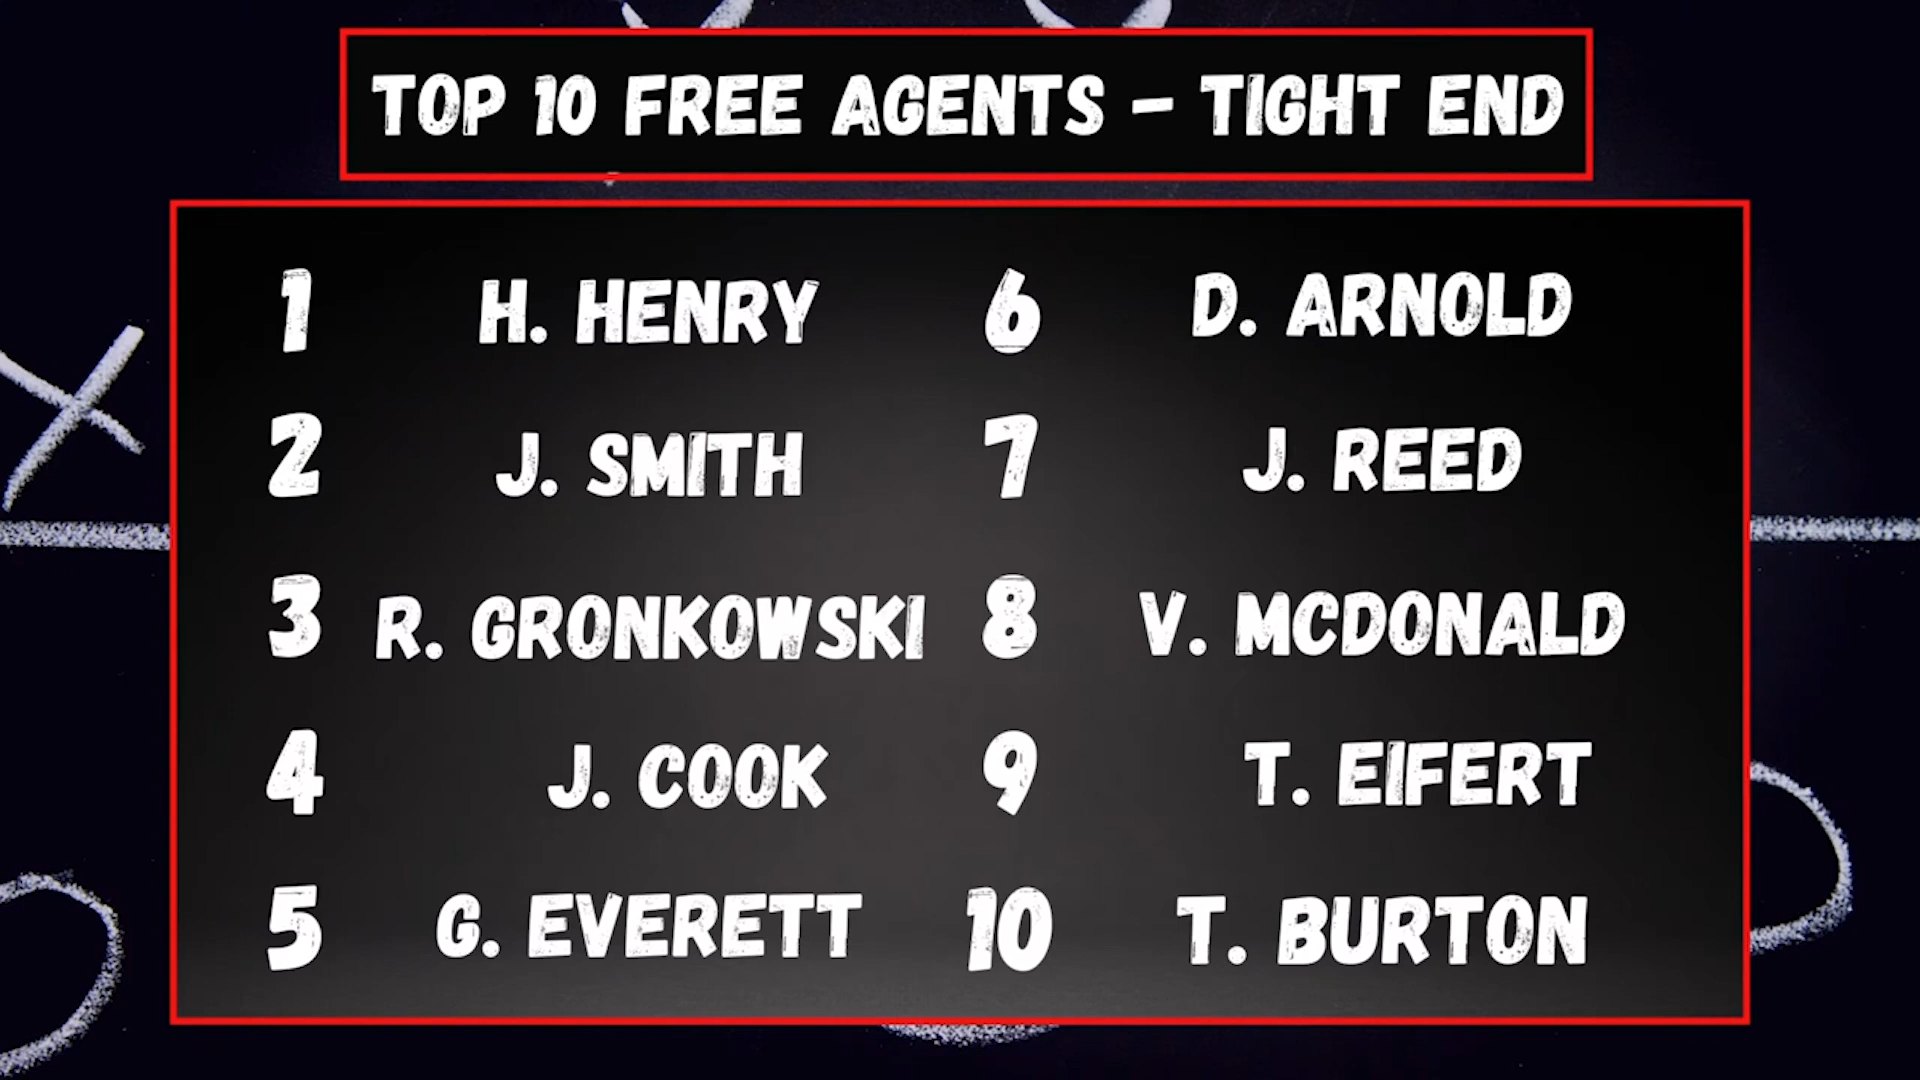 TOP 10 FREE AGENTS - TIGHT END
1 H. HENRY
2 J. SMITH
3 R. GRONKOWSKI
4 J. COOK
5 G. EVERETT
6 D. ARNOLD
7 J. REED
8 V. MCDONALD
9 T. EIFERT
10 T. BURTON